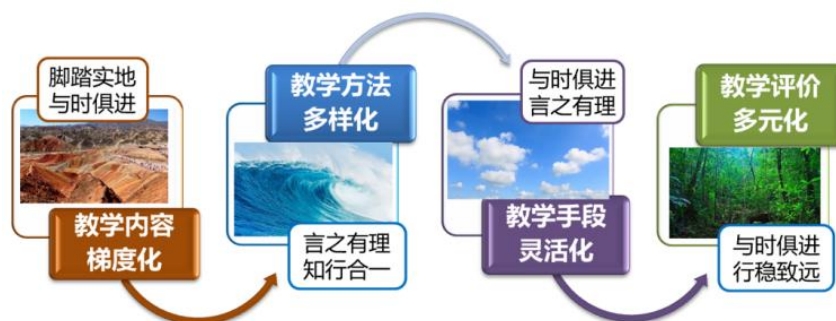 脚踏实地
与时俱进
教学内容
梯度化
教学方法
多样化
言之有理
知行合一
与时俱进
言之有理
教学手段
灵活化
教学评价
多元化
与时俱进
行稳致远